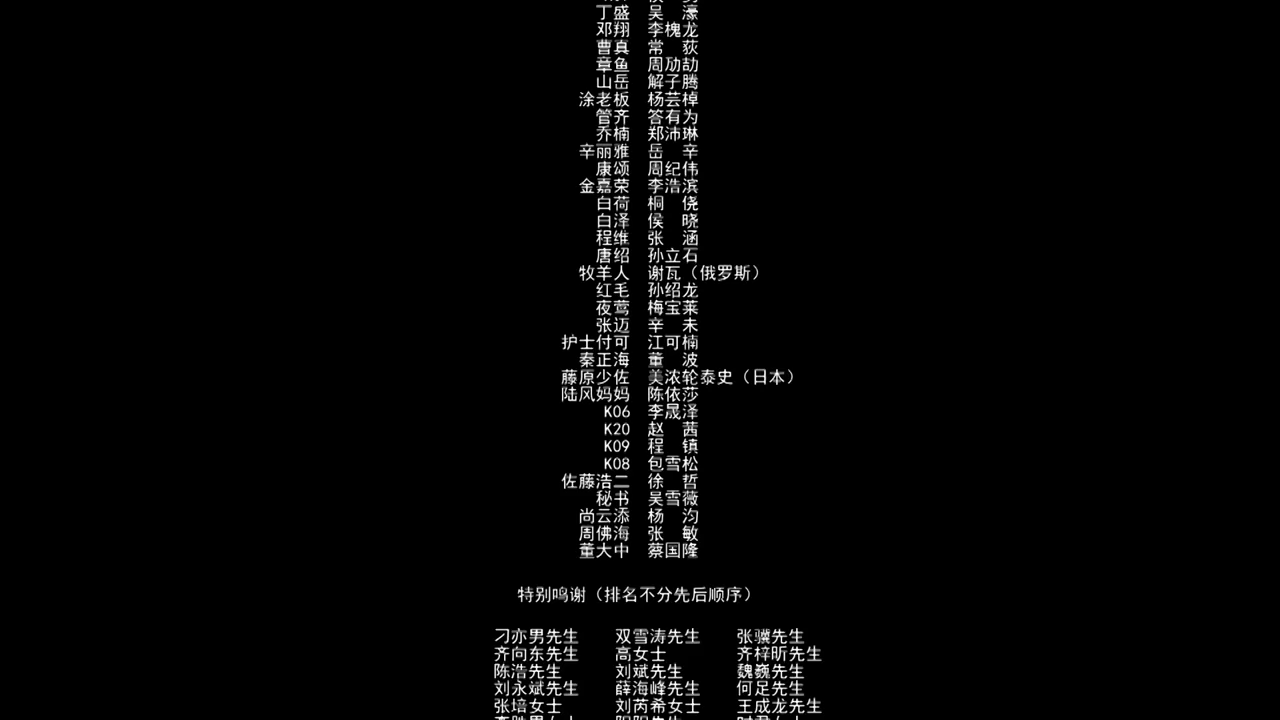 丁盛 吴 濠
邓翔 李槐龙
曹真 常 荻
章鱼 周劢劼
山岳 解子腾
涂老板 杨芸棹
管齐 答有为
乔楠 郑沛琳
辛丽雅 岳 辛
康颂 周纪伟
金嘉荣 李浩滨
白荷 桐 侥
白泽 侯 晓
程维 张 涵
唐绍 孙立石
牧羊人 谢瓦（俄罗斯）
红毛 孙绍龙
夜莺 梅宝莱
张迈 辛 未
护士付可 江可楠
秦正海 董 波
藤原少佐 美浓轮泰史（日本）
陆风妈妈 陈依莎
K06 李晟泽
K20 赵 茜
K09 程 镇
K08 包雪松
佐藤浩二 徐 哲
秘书 吴雪薇
尚云添 杨 沟
周佛海 张 敏
董大中 蔡国隆
特别鸣谢（排名不分先后顺序）
刁亦男先生 双雪涛先生 张骥先生
齐向东先生 高女士 齐梓昕先生
陈浩先生 刘斌先生 魏巍先生
刘永斌先生 薛海峰先生 何足先生
张培女士 刘芮希女士 王成龙先生